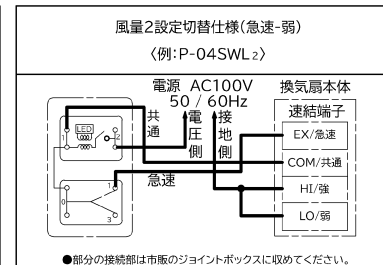 風量2設定切替仕様(急速-弱)
〈例:P-04SWL2〉
電源 AC100V
50 / 60Hz
換気扇本体
共通
電圧側
接地側
速結端子
LED
1
2
EX/急速
COM/共通
急速
HI/強
LO/弱
0
1
3
●部分の接続部は市販のジョイントボックスに収めてください。